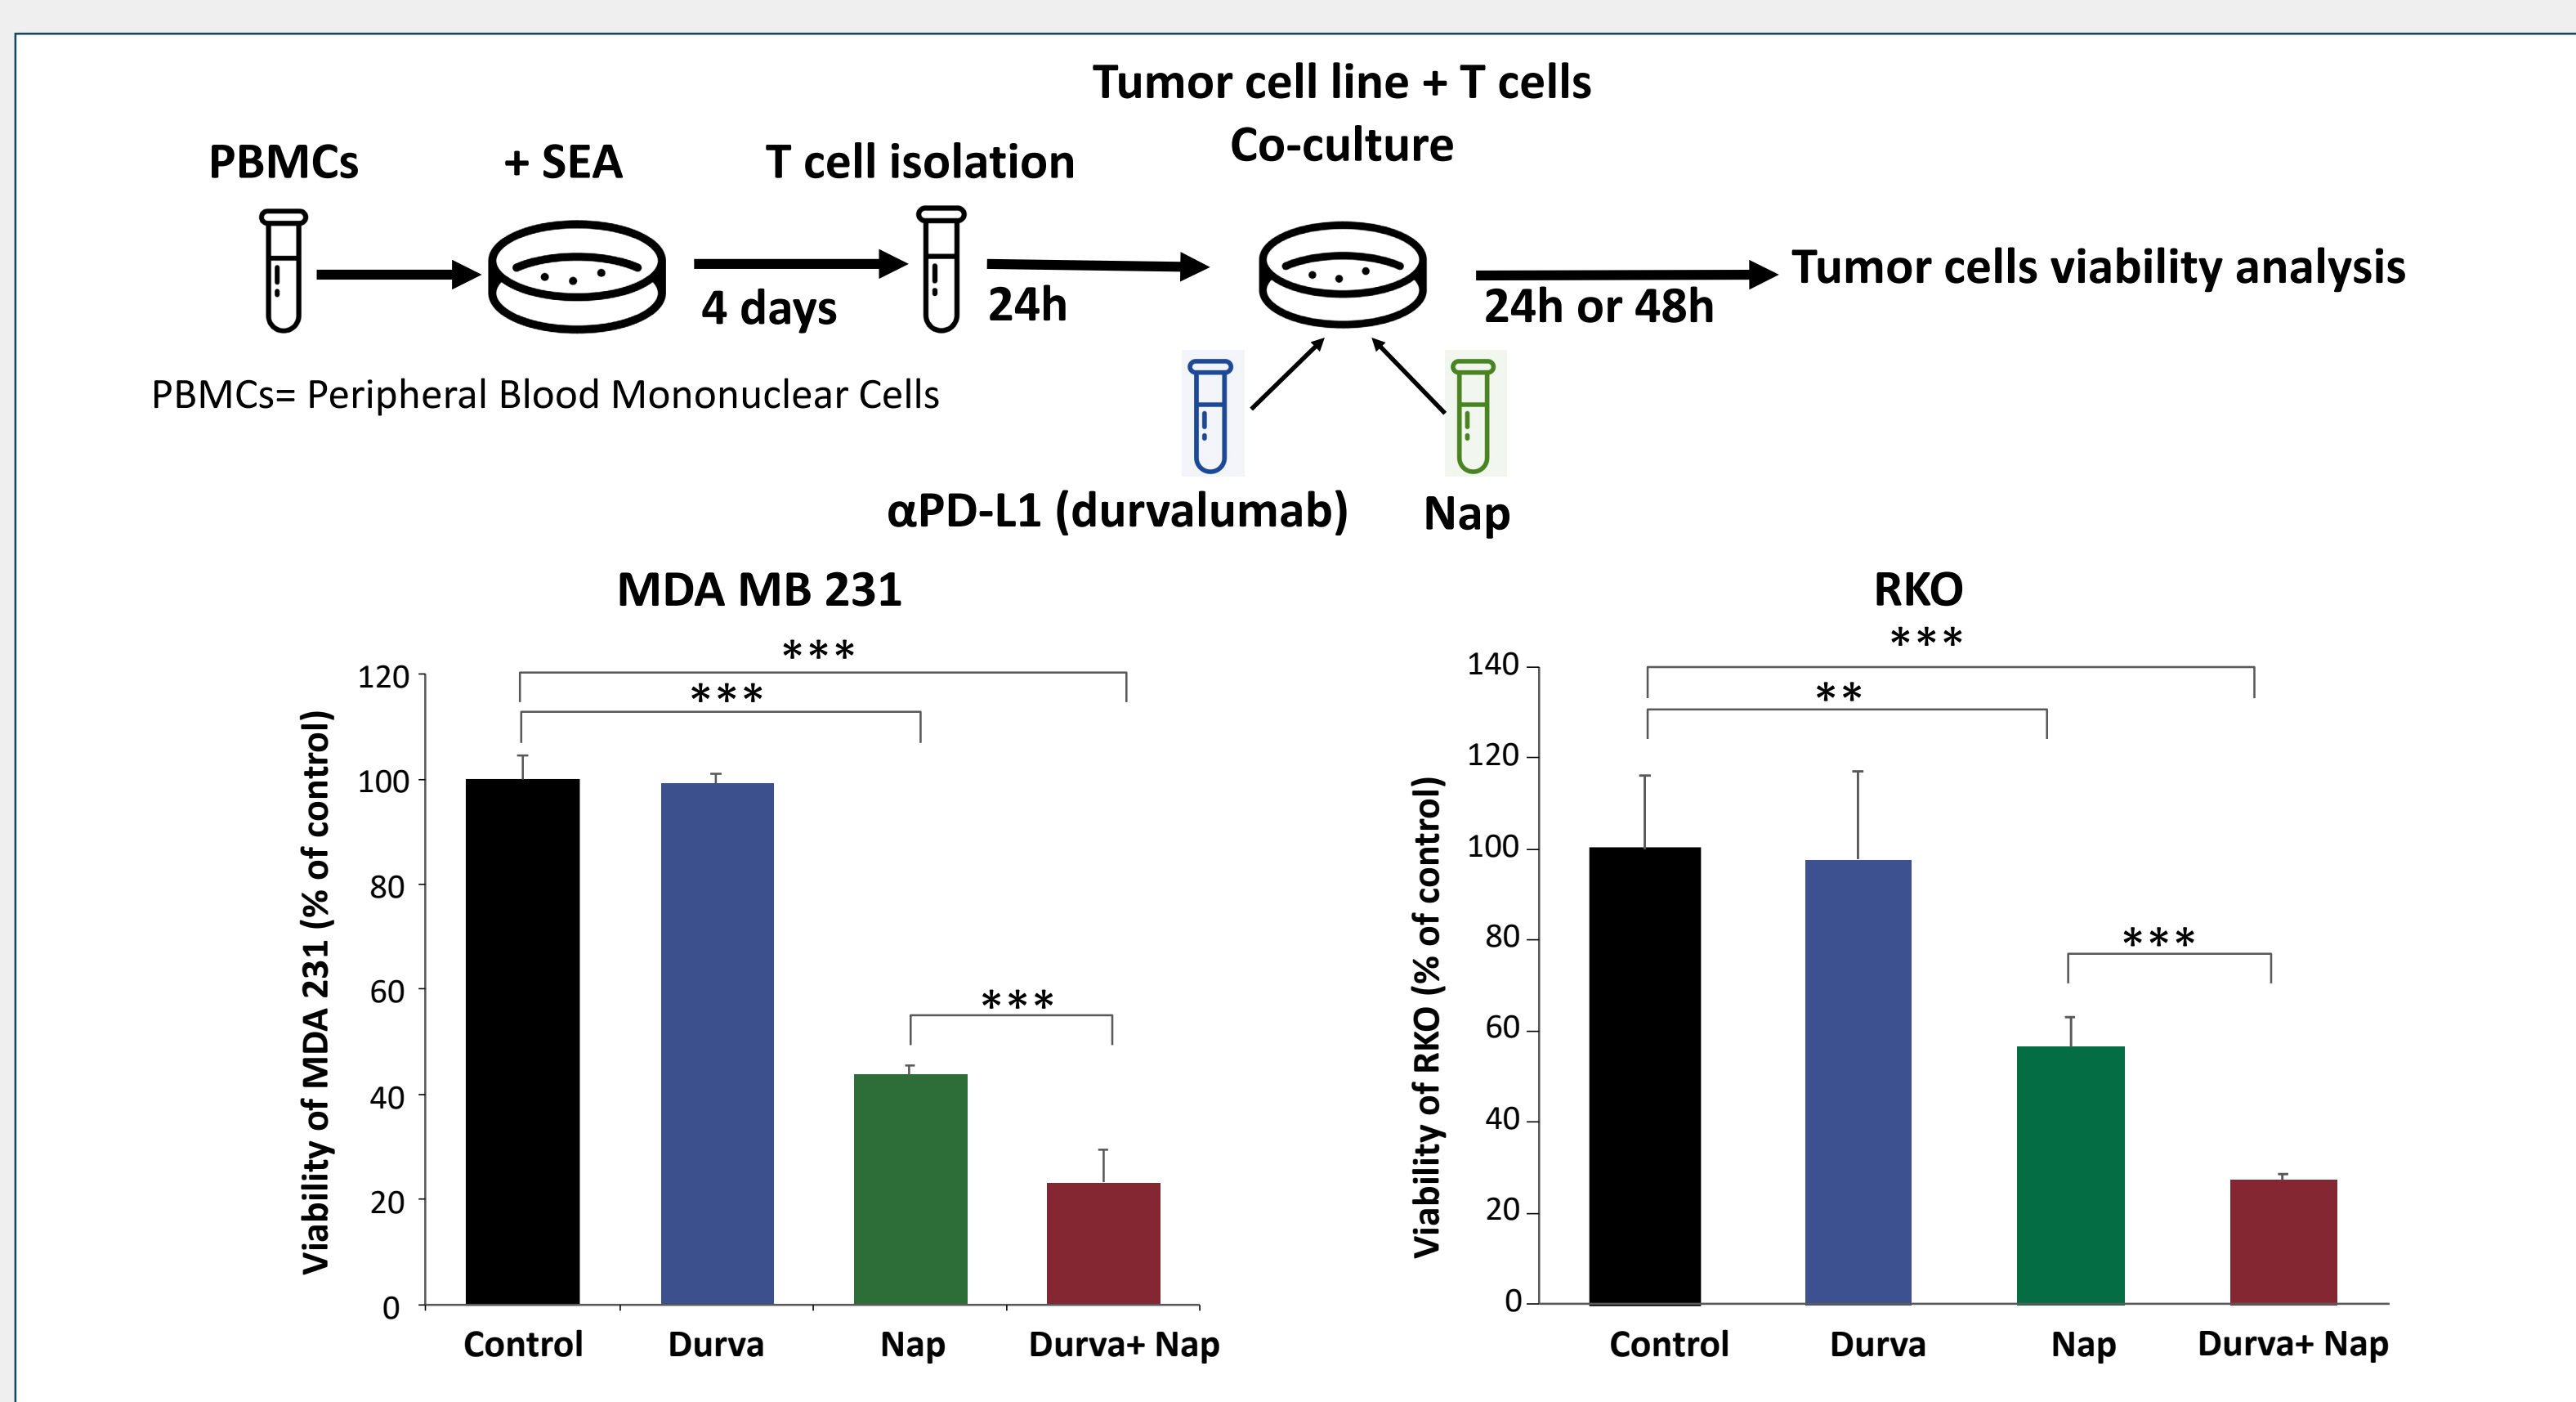 Tumor cell line + T cells
Co-culture
PBMCs
+ SEA
T cell isolation
4 days
24h
24h or 48h
Tumor cells viability analysis
PBMCs= Peripheral Blood Mononuclear Cells
αPD-L1 (durvalumab)
Nap
MDA MB 231
***
***
***
Viability of MDA 231 (% of control)
120
100
80
60
40
20
0
Control
Durva
Nap
Durva+ Nap
RKO
***
**
***
Viability of RKO (% of control)
140
120
100
80
60
40
20
0
Control
Durva
Nap
Durva+ Nap